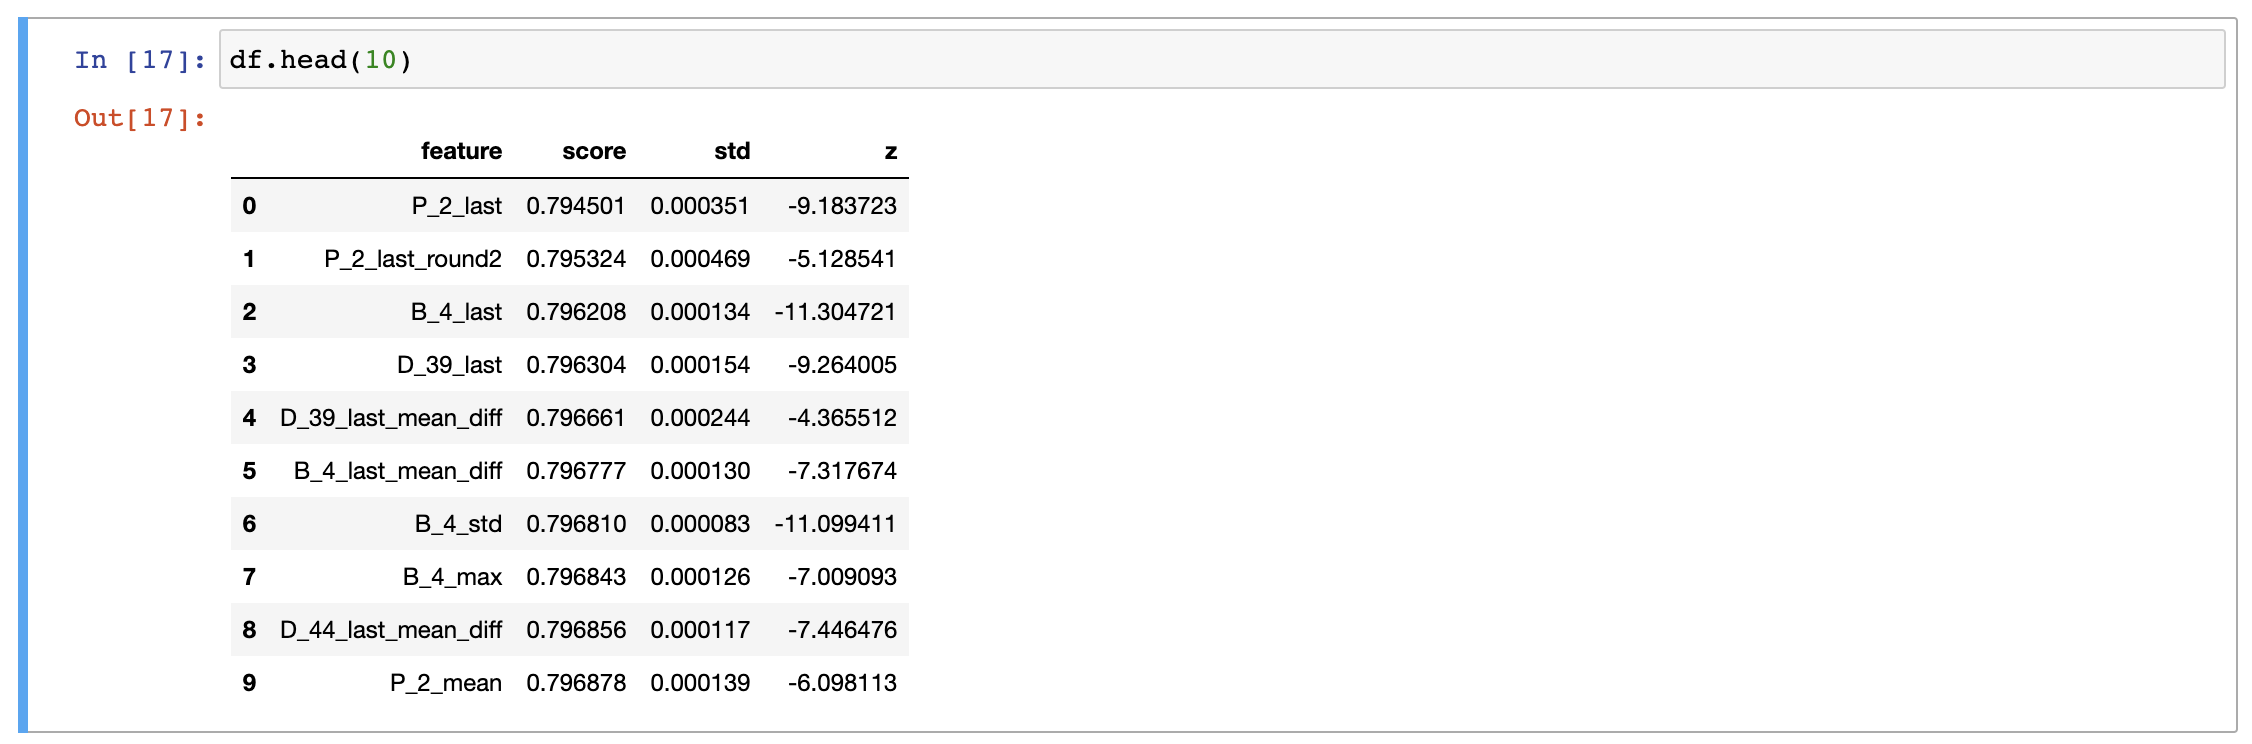 In [17]: df.head(10)
Out[17]:
feature score std z
0 P_2_last 0.794501 0.000351 -9.183723
1 P_2_last_round2 0.795324 0.000469 -5.128541
2 B_4_last 0.796208 0.000134 -11.304721
3 D_39_last 0.796304 0.000154 -9.264005
4 D_39_last_mean_diff 0.796661 0.000244 -4.365512
5 B_4_last_mean_diff 0.796777 0.000130 -7.317674
6 B_4_std 0.796810 0.000083 -11.099411
7 B_4_max 0.796843 0.000126 -7.009093
8 D_44_last_mean_diff 0.796856 0.000117 -7.446476
9 P_2_mean 0.796878 0.000139 -6.098113